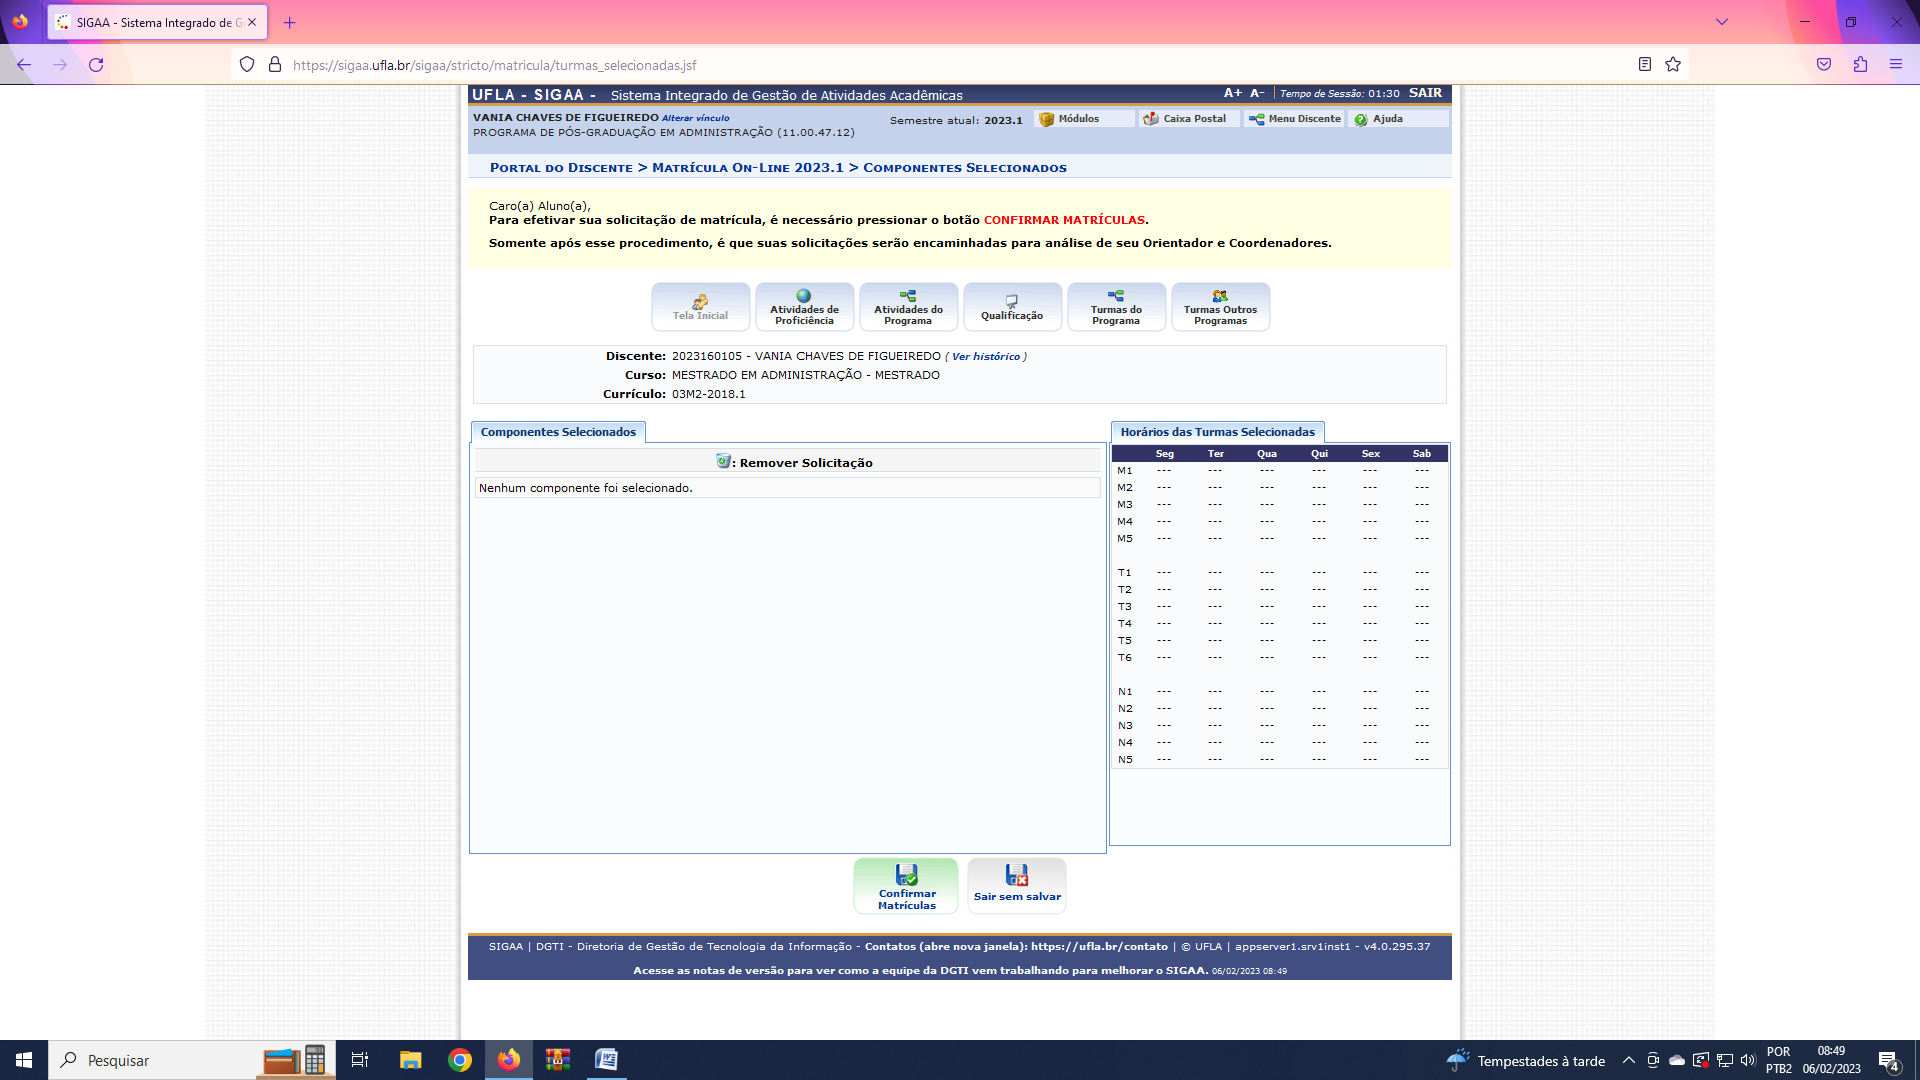 SIGAA - Sistema Integrado de G
https://sigaa.ufla.br/sigaa/stricto/matricula/turmas_selecionadas.jsf
UFLA - SIGAA - Sistema Integrado de Gestão de Atividades Acadêmicas
A+ A- Tempo de Sessão: 01:30 SAIR
VANIA CHAVES DE FIGUEIREDO Alterar vínculo
Semestre atual: 2023.1 Módulos Caixa Postal Menu Discente Ajuda
PROGRAMA DE PÓS-GRADUAÇÃO EM ADMINISTRAÇÃO (11.00.47.12)
PORTAL DO DISCENTE > MATRÍCULA ON-LINE 2023.1 > COMPONENTES SELECIONADOS
Caro(a) Aluno(a),
Para efetivar sua solicitação de matrícula, é necessário pressionar o botão CONFIRMAR MATRÍCULAS.
Somente após esse procedimento, é que suas solicitações serão encaminhadas para análise de seu Orientador e Coordenadores.
Tela Inicial
Atividades de
Proficiência
Atividades do
Programa
Qualificação
Turmas do
Programa
Turmas Outros
Programas
Discente: 2023160105 - VANIA CHAVES DE FIGUEIREDO ( Ver histórico )
Curso: MESTRADO EM ADMINISTRAÇÃO - MESTRADO
Currículo: 03M2-2018.1
Componentes Selecionados
: Remover Solicitação
Nenhum componente foi selecionado.
Horários das Turmas Selecionadas
Seg Ter Qua Qui Sex Sab
M1 --- --- --- --- --- ---
M2 --- --- --- --- --- ---
M3 --- --- --- --- --- ---
M4 --- --- --- --- --- ---
M5 --- --- --- --- --- ---
T1 --- --- --- --- --- ---
T2 --- --- --- --- --- ---
T3 --- --- --- --- --- ---
T4 --- --- --- --- --- ---
T5 --- --- --- --- --- ---
T6 --- --- --- --- --- ---
N1 --- --- --- --- --- ---
N2 --- --- --- --- --- ---
N3 --- --- --- --- --- ---
N4 --- --- --- --- --- ---
N5 --- --- --- --- --- ---
Confirmar
Matrículas
Sair sem salvar
SIGAA | DGTI - Diretoria de Gestão de Tecnologia da Informação - Contatos (abre nova janela): https://ufla.br/contato | © UFLA | appserver1.srv1inst1 - v4.0.295.37
Acesse as notas de versão para ver como a equipe da DGTI vem trabalhando para melhorar o SIGAA. 06/02/2023 08:49
Pesquisar
Tempestades à tarde
POR
PTB2
08:49
06/02/2023
4